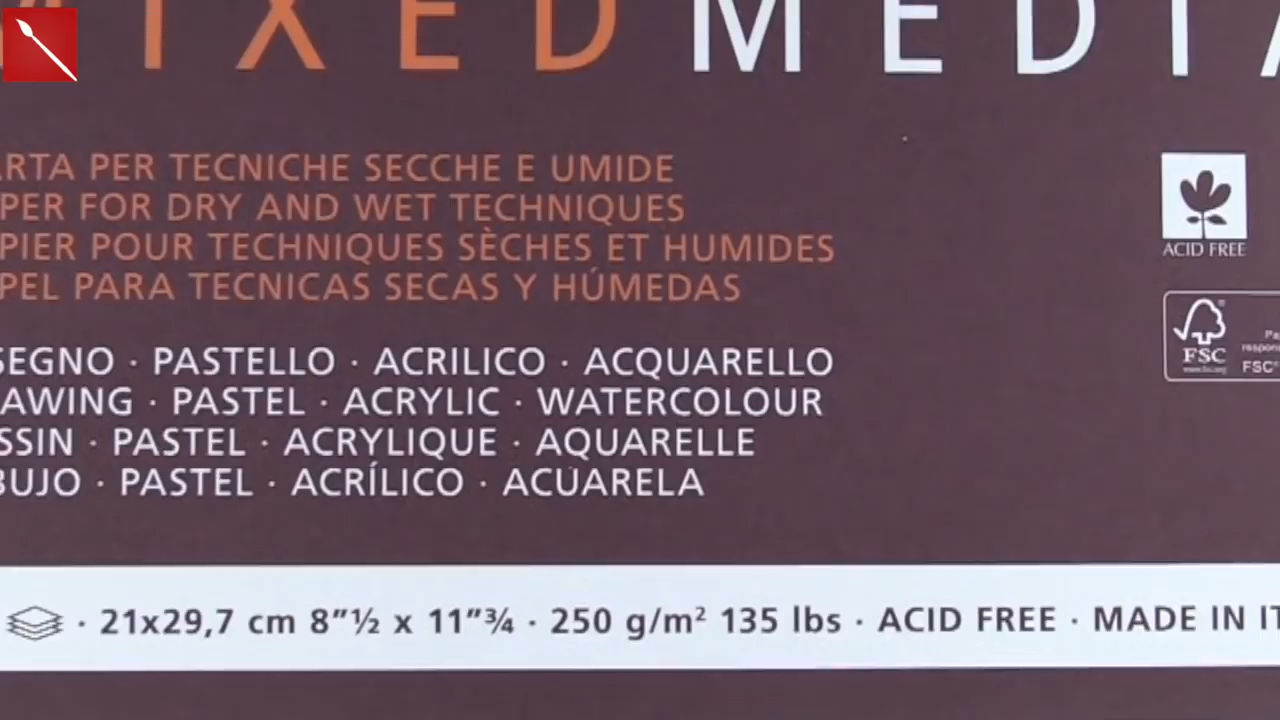 MIXED MEDIA
ARTA PER TECNICHE SECCHE E UMIDE
PER FOR DRY AND WET TECHNIQUES
PIER POUR TECHNIQUES SÈCHES ET HUMIDES
PEL PARA TECNICAS SECAS Y HÚMEDAS
ACID FREE
FSC
FSC®
SEGNO · PASTELLO · ACRILICO · ACQUARELLO
AWING · PASTEL · ACRYLIC · WATERCOLOUR
SSIN · PASTEL · ACRYLIQUE · AQUARELLE
BUJO · PASTEL · ACRÍLICO · ACUARELA
· 21x29,7 cm 8”½ x 11”¾ · 250 g/m² 135 lbs · ACID FREE · MADE IN IT